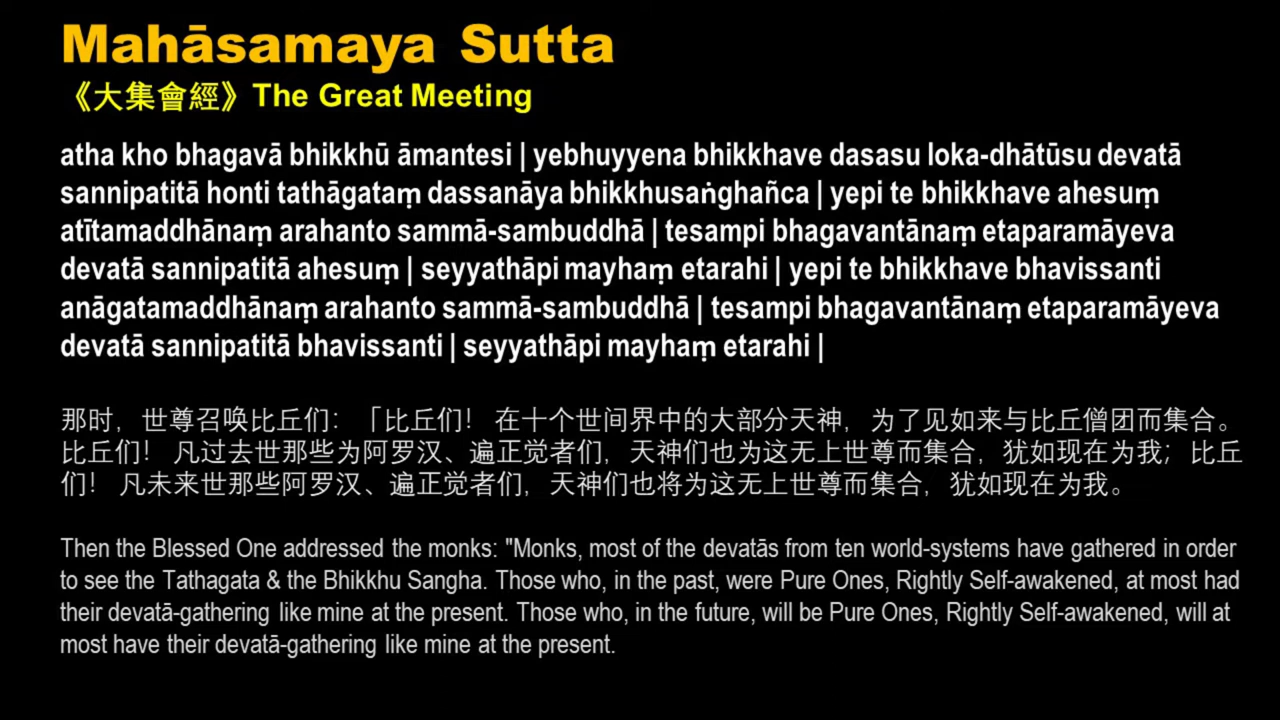 Mahāsamaya Sutta
《大集會經》The Great Meeting
atha kho bhagavā bhikkhū āmantesi | yebhuyyena bhikkhave dasasu loka-dhātūsu devatā
sannipatitā honti tathāgataṃ dassanāya bhikkhusaṅghañca | yepi te bhikkhave ahesuṃ
atītamaddhānaṃ arahanto sammā-sambuddhā | tesampi bhagavantānaṃ etaparamāyeva
devatā sannipatitā ahesuṃ | seyyathāpi mayhaṃ etarahi | yepi te bhikkhave bhavissanti
anāgatamaddhānaṃ arahanto sammā-sambuddhā | tesampi bhagavantānaṃ etaparamāyeva
devatā sannipatitā bhavissanti | seyyathāpi mayhaṃ etarahi |
那时，世尊召唤比丘们：「比丘们！在十个世间界中的大部分天神，为了见如来与比丘僧团而集合。
比丘们！凡过去世那些为阿罗汉、遍正觉者们，天神们也为这无上世尊而集合，犹如现在为我；比丘
们！凡未来世那些阿罗汉、遍正觉者们，天神们也将为这无上世尊而集合，犹如现在为我。
Then the Blessed One addressed the monks: "Monks, most of the devatās from ten world-systems have gathered in order
to see the Tathagata & the Bhikkhu Sangha. Those who, in the past, were Pure Ones, Rightly Self-awakened, at most had
their devatā-gathering like mine at the present. Those who, in the future, will be Pure Ones, Rightly Self-awakened, will at
most have their devatā-gathering like mine at the present.